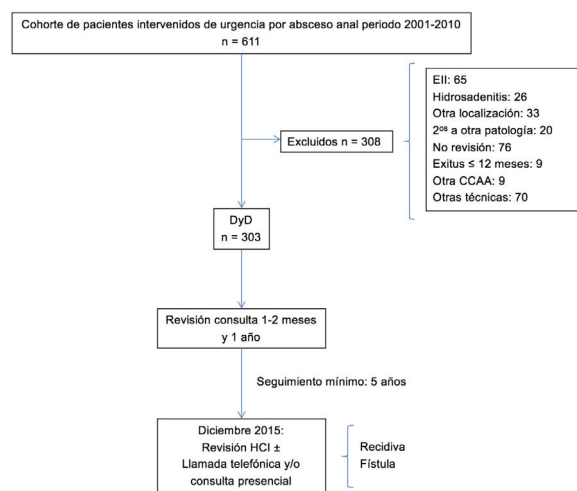 Cohorte de pacientes intervenidos de urgencia por absceso anal periodo 2001-2010
n = 611
EII: 65
Hidrosadenitis: 26
Otra localización: 33
2ᵒˢ a otra patología: 20
No revisión: 76
Exitus ≤ 12 meses: 9
Otra CCAA: 9
Otras técnicas: 70
Excluidos n = 308
DyD
n = 303
Revisión consulta 1-2 meses
y 1 año
Seguimiento mínimo: 5 años
Diciembre 2015:
Revisión HCI ±
Llamada telefónica y/o
consulta presencial
Recidiva
Fístula